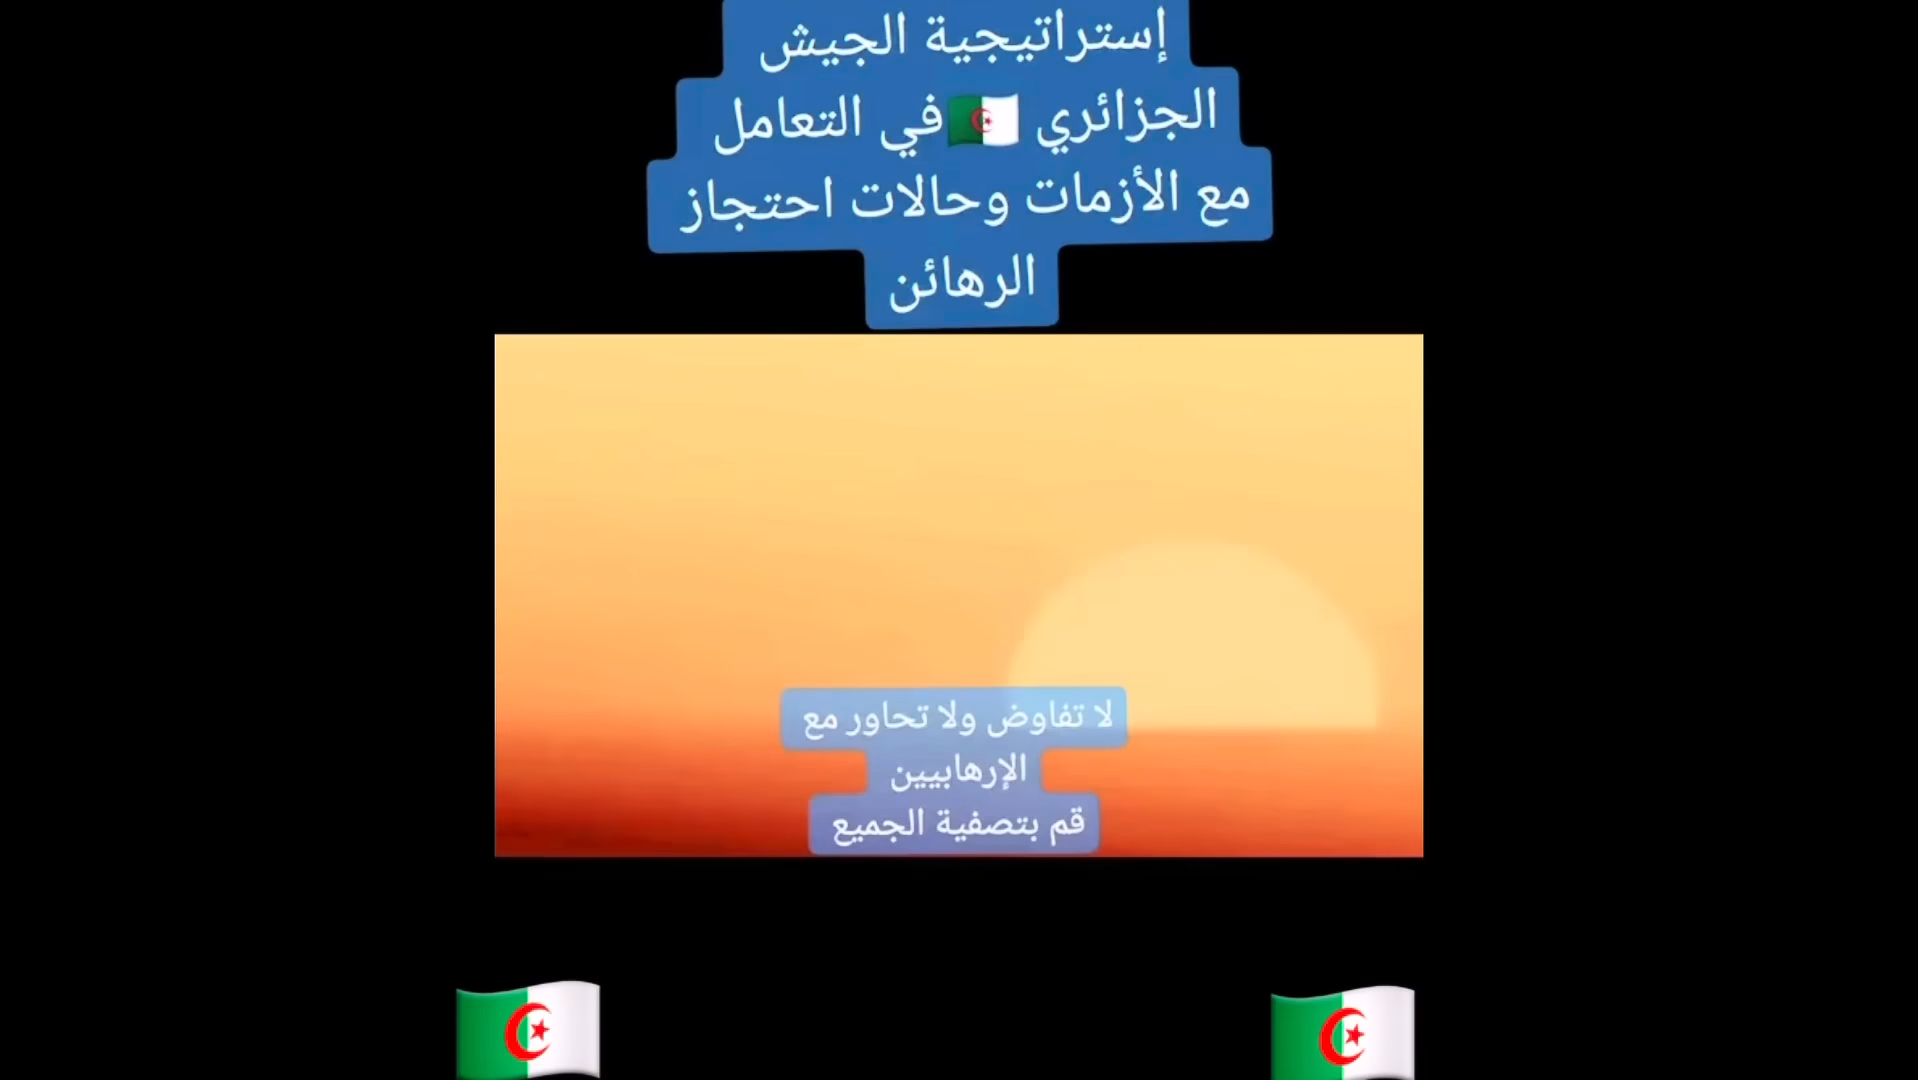 إستراتيجية الجيش
الجزائري 🇩🇿في التعامل
مع الأزمات وحالات احتجاز
الرهائن
لا تفاوض ولا تحاور مع
الإرهابيين
قم بتصفية الجميع